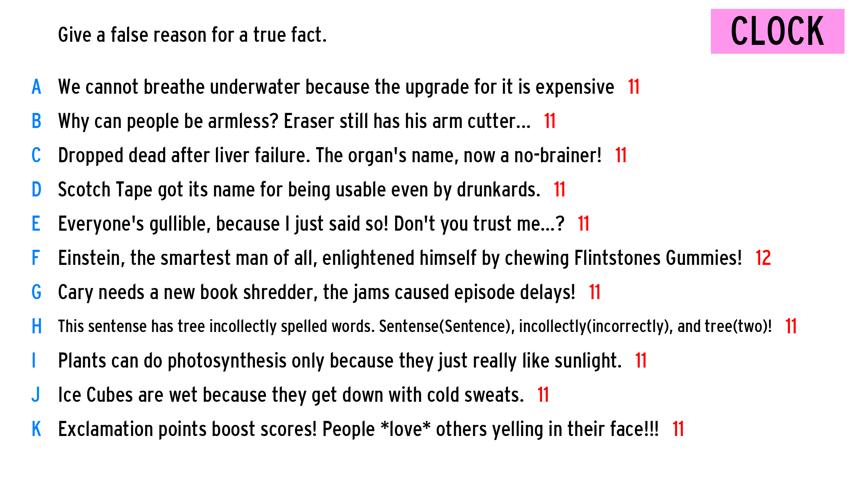 Give a false reason for a true fact.
CLOCK
A We cannot breathe underwater because the upgrade for it is expensive 11
B Why can people be armless? Eraser still has his arm cutter... 11
C Dropped dead after liver failure. The organ's name, now a no-brainer! 11
D Scotch Tape got its name for being usable even by drunkards. 11
E Everyone's gullible, because I just said so! Don't you trust me...? 11
F Einstein, the smartest man of all, enlightened himself by chewing Flintstones Gummies! 12
G Cary needs a new book shredder, the jams caused episode delays! 11
H This sentense has tree incollectly spelled words. Sentense(Sentence), incollectly(incorrectly), and tree(two)! 11
I Plants can do photosynthesis only because they just really like sunlight. 11
J Ice Cubes are wet because they get down with cold sweats. 11
K Exclamation points boost scores! People *love* others yelling in their face!!! 11